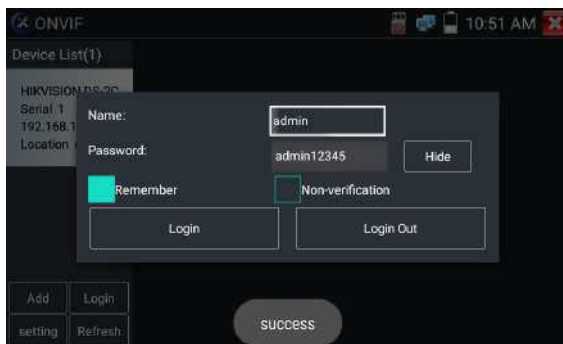 ONVIF
10:51 AM
Device List(1)
HIKVISION DS-2C
Serial 1
192.168.1
Location
Name:
admin
Password:
admin12345
Hide
Remember
Non-verification
Login
Login Out
Add
Login
setting
Refresh
success